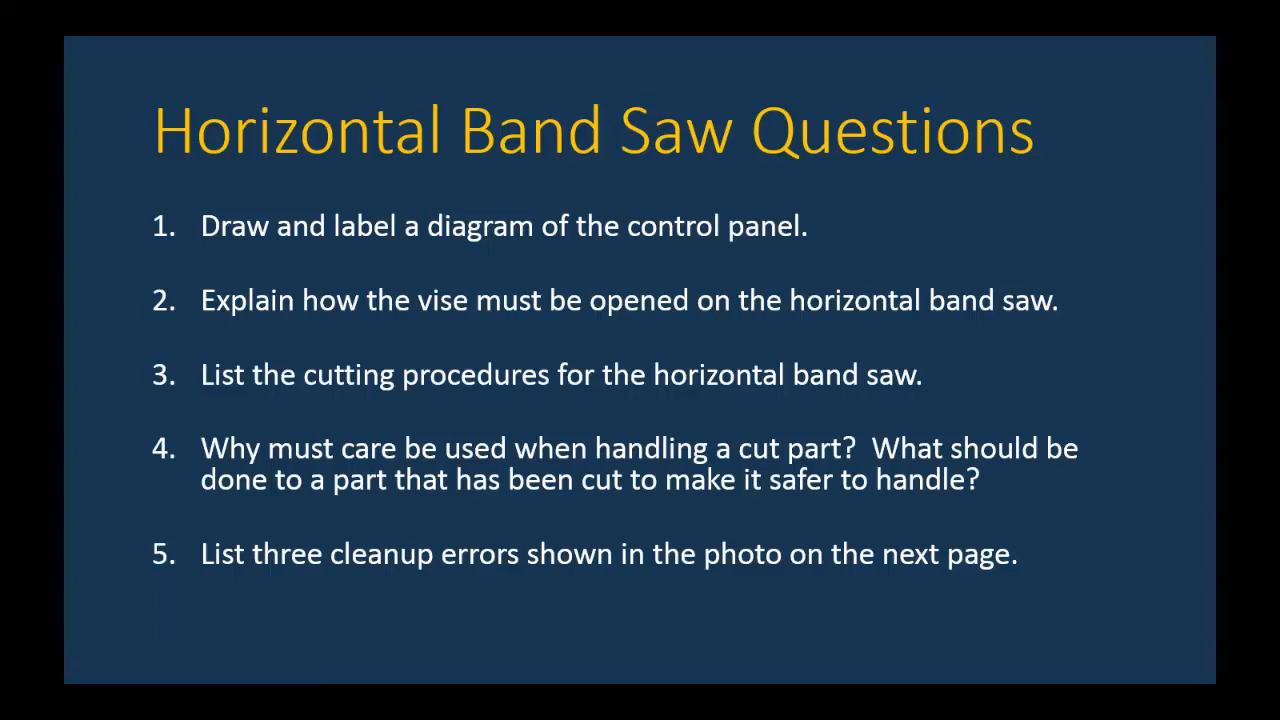 Horizontal Band Saw Questions
1. Draw and label a diagram of the control panel.
2. Explain how the vise must be opened on the horizontal band saw.
3. List the cutting procedures for the horizontal band saw.
4. Why must care be used when handling a cut part?  What should be
done to a part that has been cut to make it safer to handle?
5. List three cleanup errors shown in the photo on the next page.